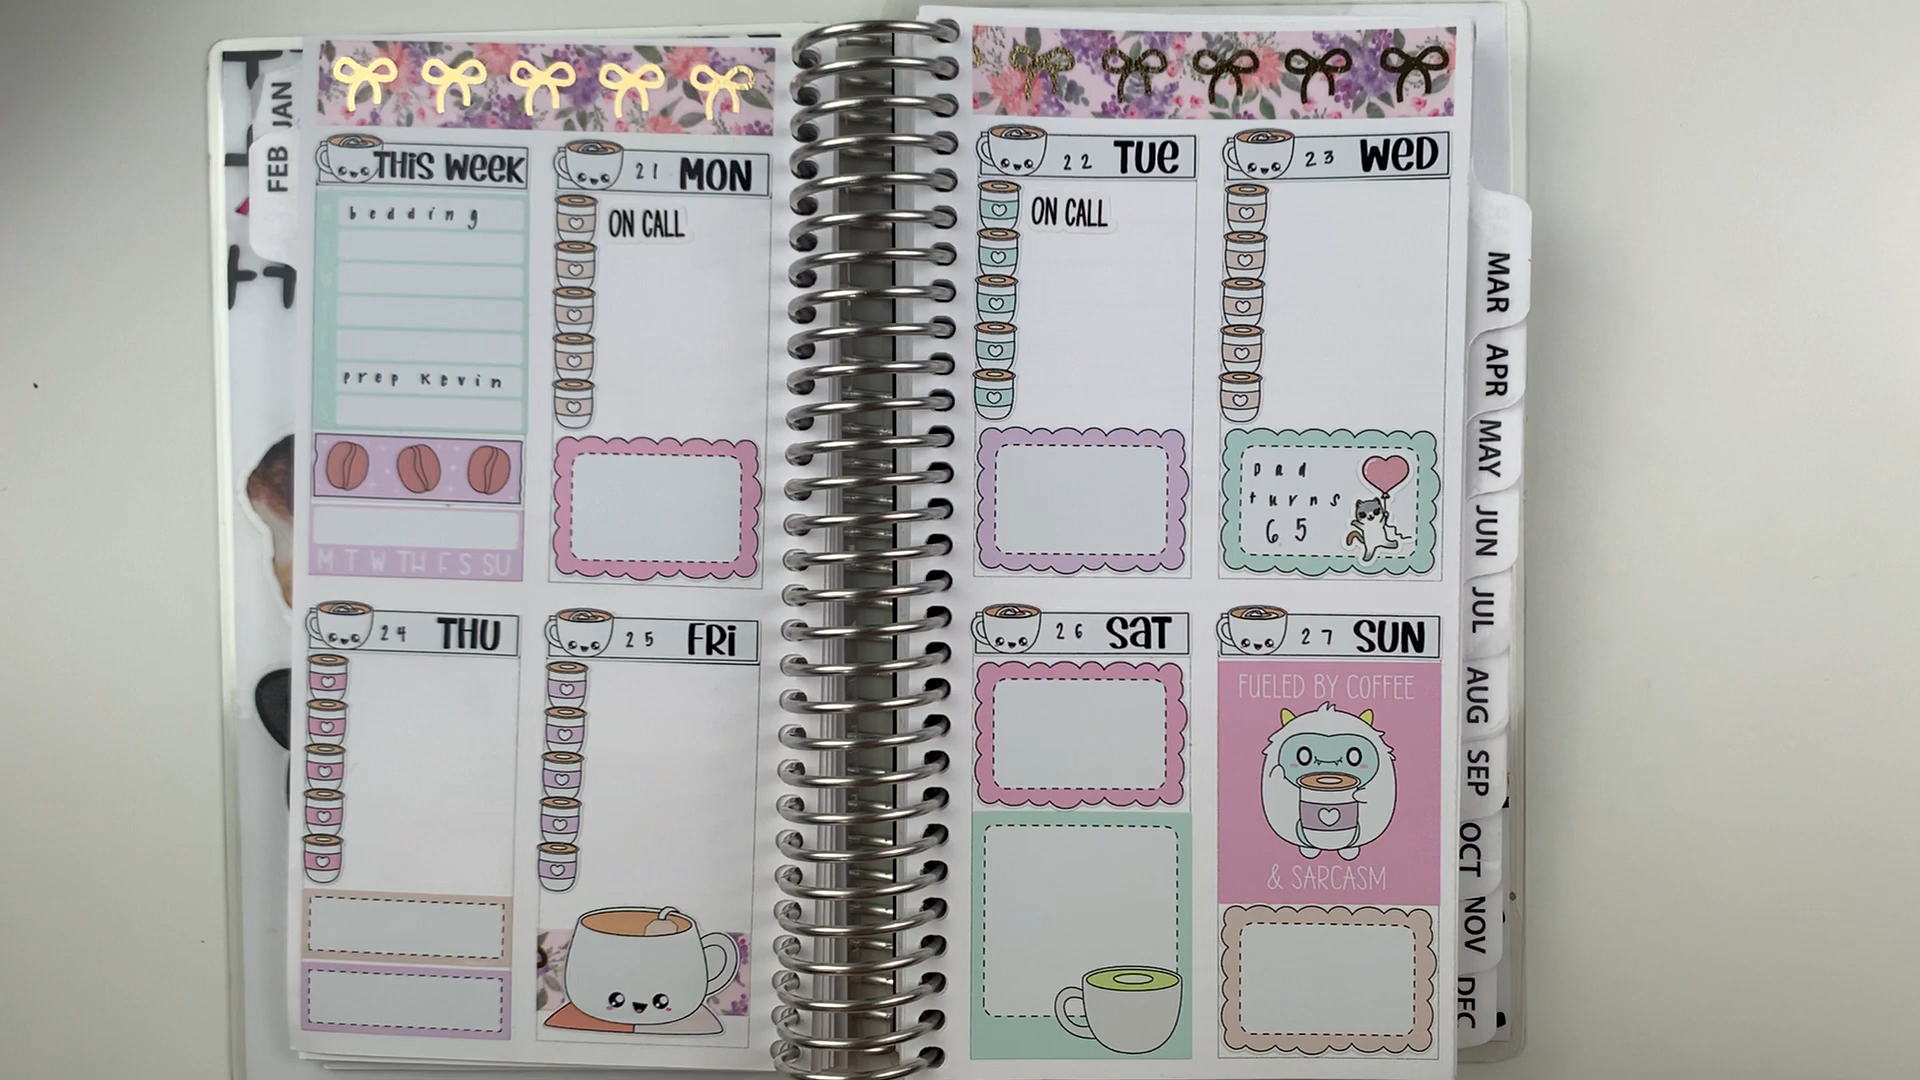 JAN
FEB
THIS WEEK
bedding
prep Kevin
M T W TH F S SU
21 MON
ON CALL
22 TUE
ON CALL
23 WED
Dad
turns
65
24 THU
25 FRI
26 SAT
27 SUN
FUELED BY COFFEE
& SARCASM
MAR
APR
MAY
JUN
JUL
AUG
SEP
OCT
NOV
DEC